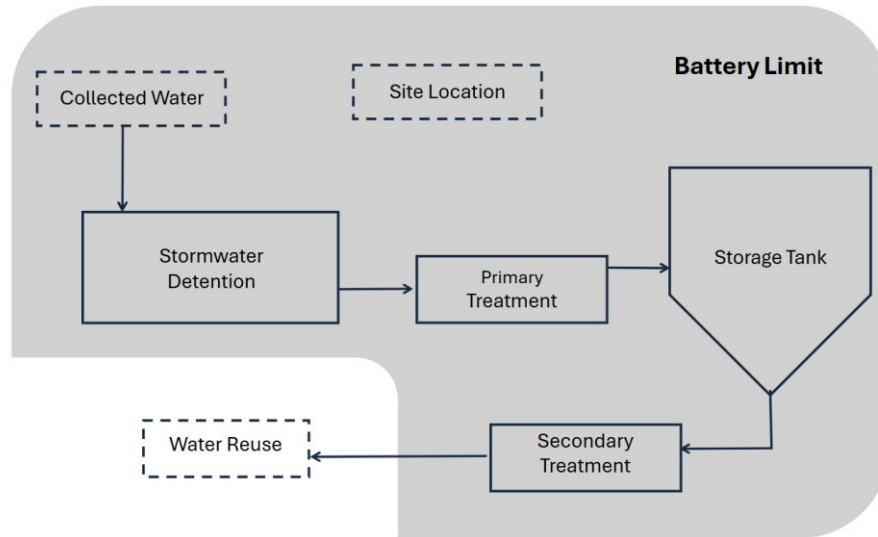 Battery Limit
Collected Water
Site Location
Stormwater
Detention
Primary
Treatment
Storage Tank
Water Reuse
Secondary
Treatment